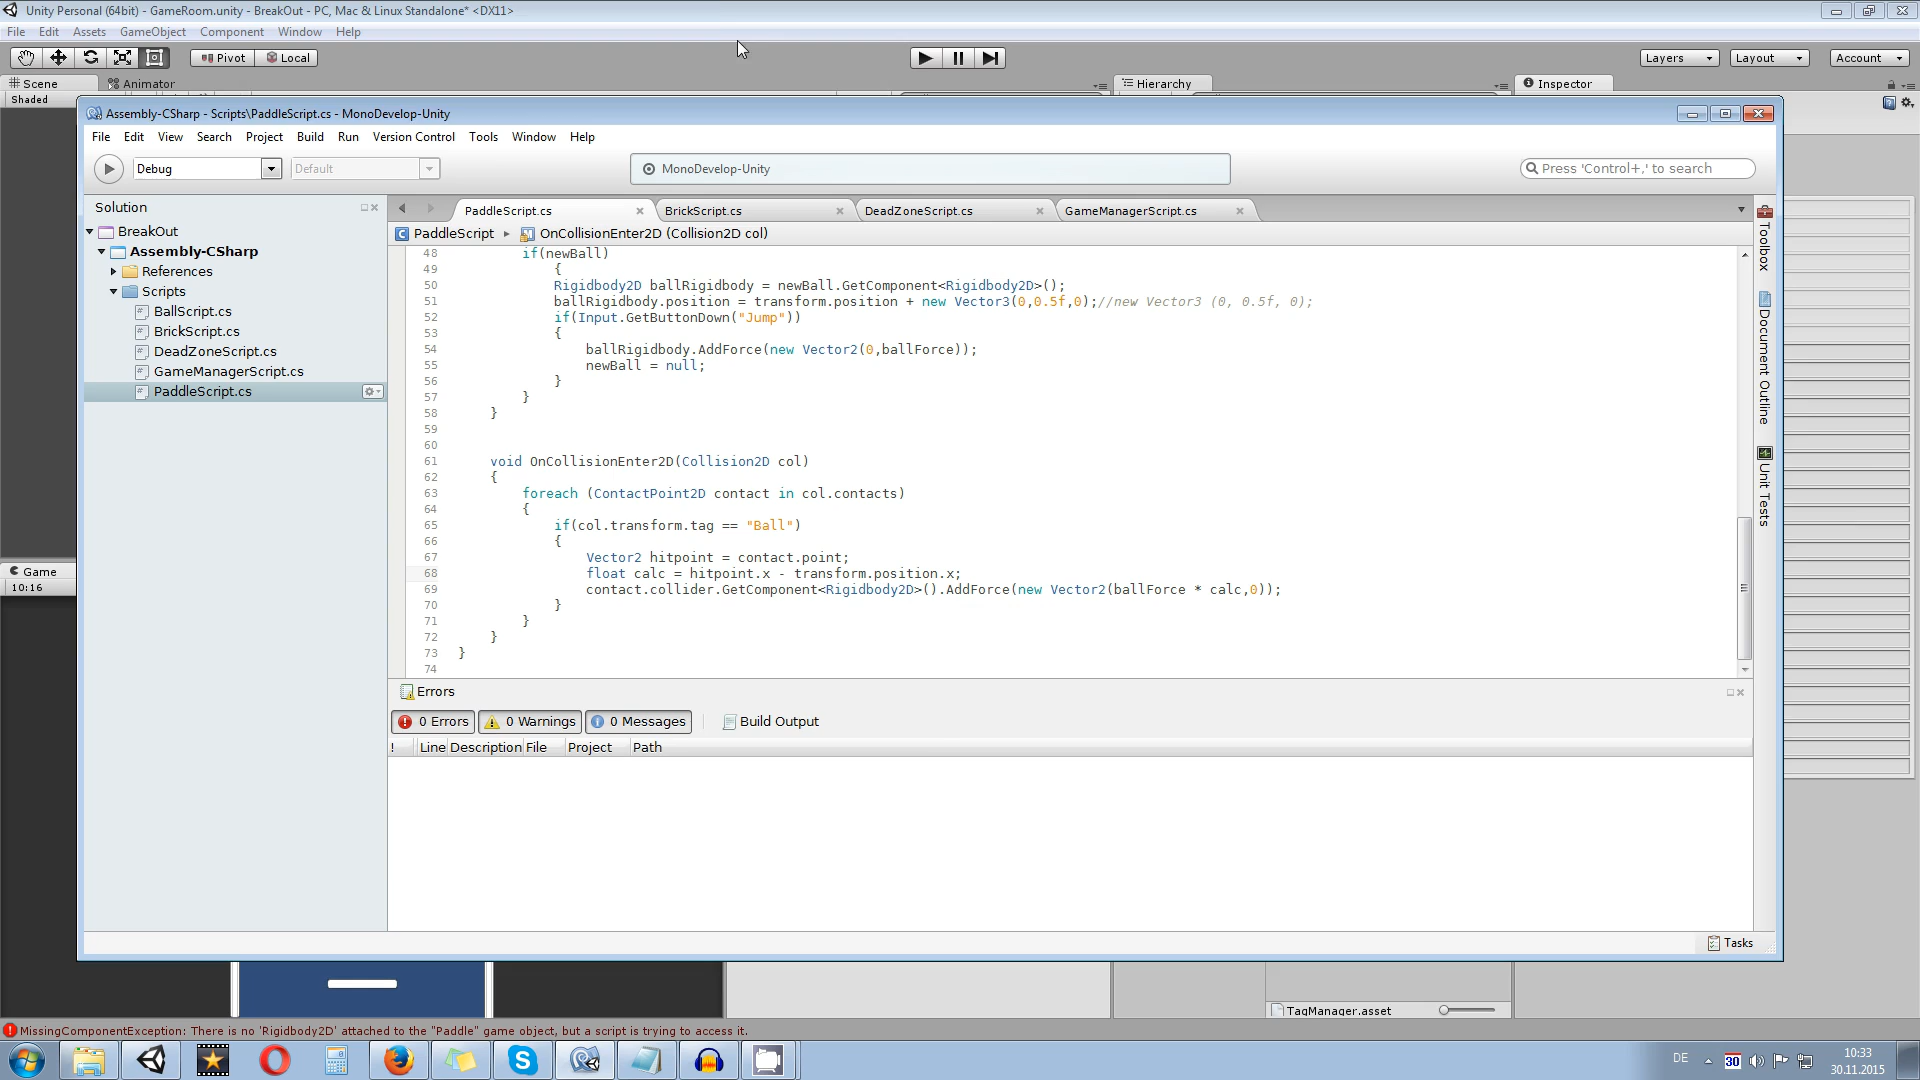 Unity Personal (64bit) - GameRoom.unity - BreakOut - PC, Mac & Linux Standalone* <DX11>
File Edit Assets GameObject Component Window Help
Pivot Local
Layers Layout Account
Scene Animator Hierarchy Inspector
Shaded
Assembly-CSharp - Scripts\PaddleScript.cs - MonoDevelop-Unity
File Edit View Search Project Build Run Version Control Tools Window Help
Debug Default MonoDevelop-Unity Press 'Control+,' to search
Solution
BreakOut
Assembly-CSharp
References
Scripts
BallScript.cs
BrickScript.cs
DeadZoneScript.cs
GameManagerScript.cs
PaddleScript.cs
Game
10:16
PaddleScript.cs BrickScript.cs DeadZoneScript.cs GameManagerScript.cs
PaddleScript OnCollisionEnter2D (Collision2D col)
48 if(newBall)
49 {
50 Rigidbody2D ballRigidbody = newBall.GetComponent<Rigidbody2D>();
51 ballRigidbody.position = transform.position + new Vector3(0,0.5f,0);//new Vector3 (0, 0.5f, 0);
52 if(Input.GetButtonDown("Jump"))
53 {
54 ballRigidbody.AddForce(new Vector2(0,ballForce));
55 newBall = null;
56 }
57 }
58 }
59
60
61 void OnCollisionEnter2D(Collision2D col)
62 {
63 foreach (ContactPoint2D contact in col.contacts)
64 {
65 if(col.transform.tag == "Ball")
66 {
67 Vector2 hitpoint = contact.point;
68 float calc = hitpoint.x - transform.position.x;
69 contact.collider.GetComponent<Rigidbody2D>().AddForce(new Vector2(ballForce * calc,0));
70 }
71 }
72 }
73 }
74
Toolbox
Document Outline
Unit Tests
Errors
0 Errors 0 Warnings 0 Messages Build Output
! Line Description File Project Path
Tasks
TagManager.asset
MissingComponentException: There is no 'Rigidbody2D' attached to the "Paddle" game object, but a script is trying to access it.
DE 30 10:33
30.11.2015